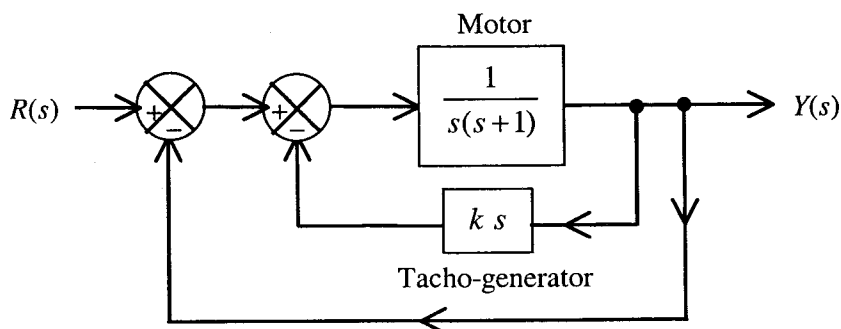 Motor
R(s)
+
−
+
−
1
s(s+1)
Y(s)
k s
Tacho-generator